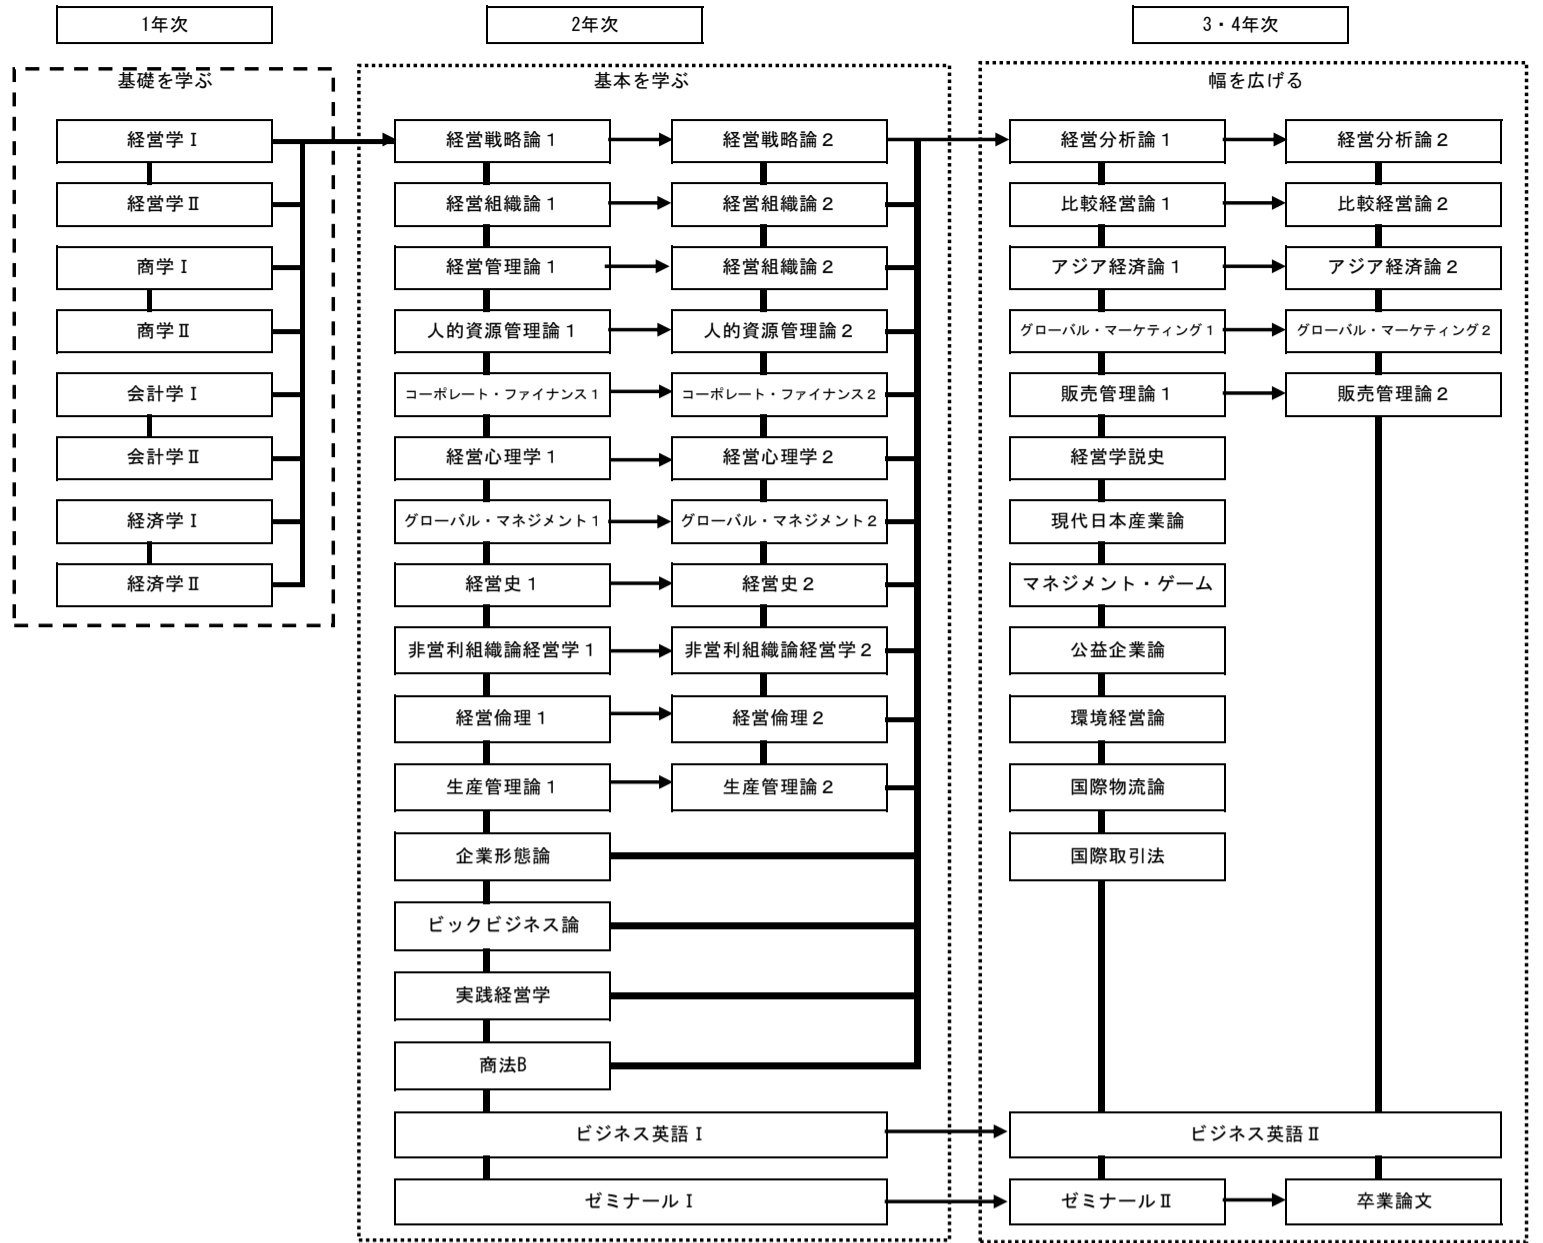 1年次
2年次
3・4年次
基礎を学ぶ
基本を学ぶ
幅を広げる
経営学Ⅰ
経営学Ⅱ
商学Ⅰ
商学Ⅱ
会計学Ⅰ
会計学Ⅱ
経済学Ⅰ
経済学Ⅱ
経営戦略論1
経営戦略論2
経営組織論1
経営組織論2
経営管理論1
経営組織論2
人的資源管理論1
人的資源管理論2
コーポレート・ファイナンス1
コーポレート・ファイナンス2
経営心理学1
経営心理学2
グローバル・マネジメント1
グローバル・マネジメント2
経営史1
経営史2
非営利組織論経営学1
非営利組織論経営学2
経営倫理1
経営倫理2
生産管理論1
生産管理論2
企業形態論
ビックビジネス論
実践経営学
商法B
ビジネス英語Ⅰ
ゼミナールⅠ
経営分析論1
経営分析論2
比較経営論1
比較経営論2
アジア経済論1
アジア経済論2
グローバル・マーケティング1
グローバル・マーケティング2
販売管理論1
販売管理論2
経営学説史
現代日本産業論
マネジメント・ゲーム
公益企業論
環境経営論
国際物流論
国際取引法
ビジネス英語Ⅱ
ゼミナールⅡ
卒業論文